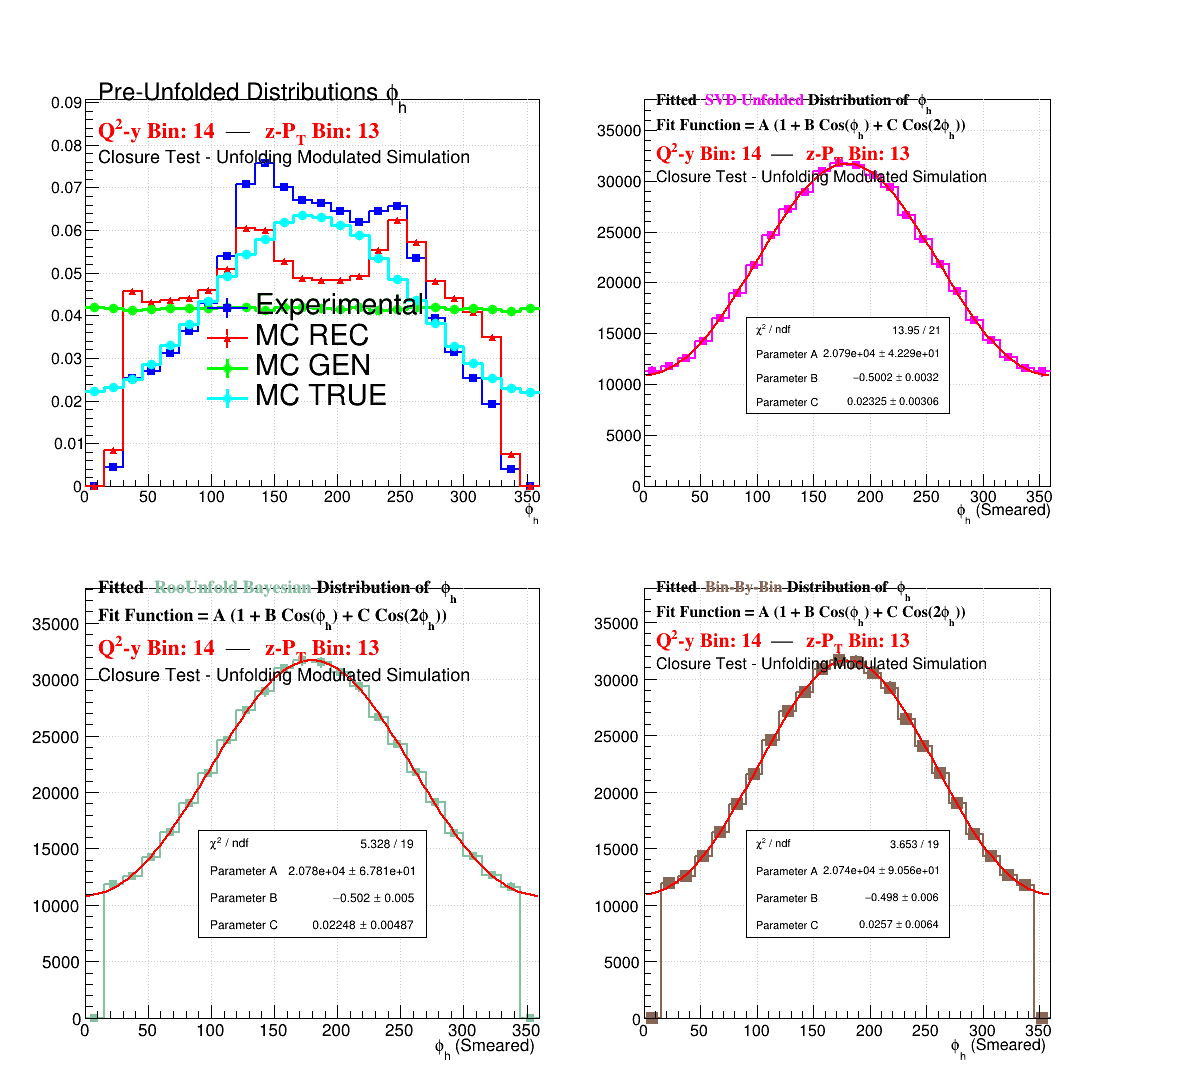 Pre-Unfolded Distributions ϕh
Q²-y Bin: 14 — z-PT Bin: 13
Closure Test - Unfolding Modulated Simulation
0.09
0.08
0.07
0.06
0.05
0.04
0.03
0.02
0.01
0
Experimental
MC REC
MC GEN
MC TRUE
0 50 100 150 200 250 300 350
ϕh
Fitted SVD Unfolded Distribution of ϕh
Fit Function = A (1 + B Cos(ϕh) + C Cos(2ϕh))
Q²-y Bin: 14 — z-PT Bin: 13
Closure Test - Unfolding Modulated Simulation
35000
30000
25000
20000
15000
10000
5000
0
χ² / ndf 13.95 / 21
Parameter A 2.079e+04 ± 4.229e+01
Parameter B −0.5002 ± 0.0032
Parameter C 0.02325 ± 0.00306
0 50 100 150 200 250 300 350
ϕh (Smeared)
Fitted RooUnfold Bayesian Distribution of ϕh
Fit Function = A (1 + B Cos(ϕh) + C Cos(2ϕh))
Q²-y Bin: 14 — z-PT Bin: 13
Closure Test - Unfolding Modulated Simulation
35000
30000
25000
20000
15000
10000
5000
0
χ² / ndf 5.328 / 19
Parameter A 2.078e+04 ± 6.781e+01
Parameter B −0.502 ± 0.005
Parameter C 0.02248 ± 0.00487
0 50 100 150 200 250 300 350
ϕh (Smeared)
Fitted Bin-By-Bin Distribution of ϕh
Fit Function = A (1 + B Cos(ϕh) + C Cos(2ϕh))
Q²-y Bin: 14 — z-PT Bin: 13
Closure Test - Unfolding Modulated Simulation
35000
30000
25000
20000
15000
10000
5000
0
χ² / ndf 3.653 / 19
Parameter A 2.074e+04 ± 9.056e+01
Parameter B −0.498 ± 0.006
Parameter C 0.0257 ± 0.0064
0 50 100 150 200 250 300 350
ϕh (Smeared)